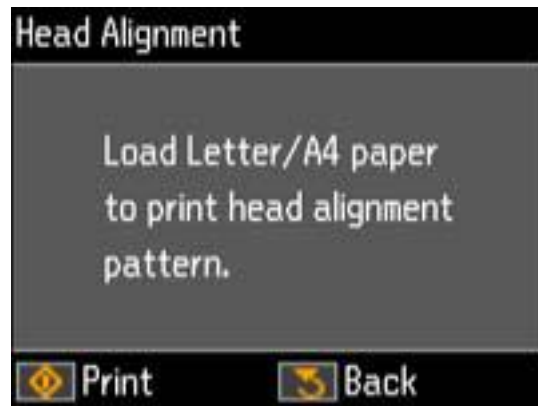 Head Alignment
Load Letter/A4 paper
to print head alignment
pattern.
Print Back